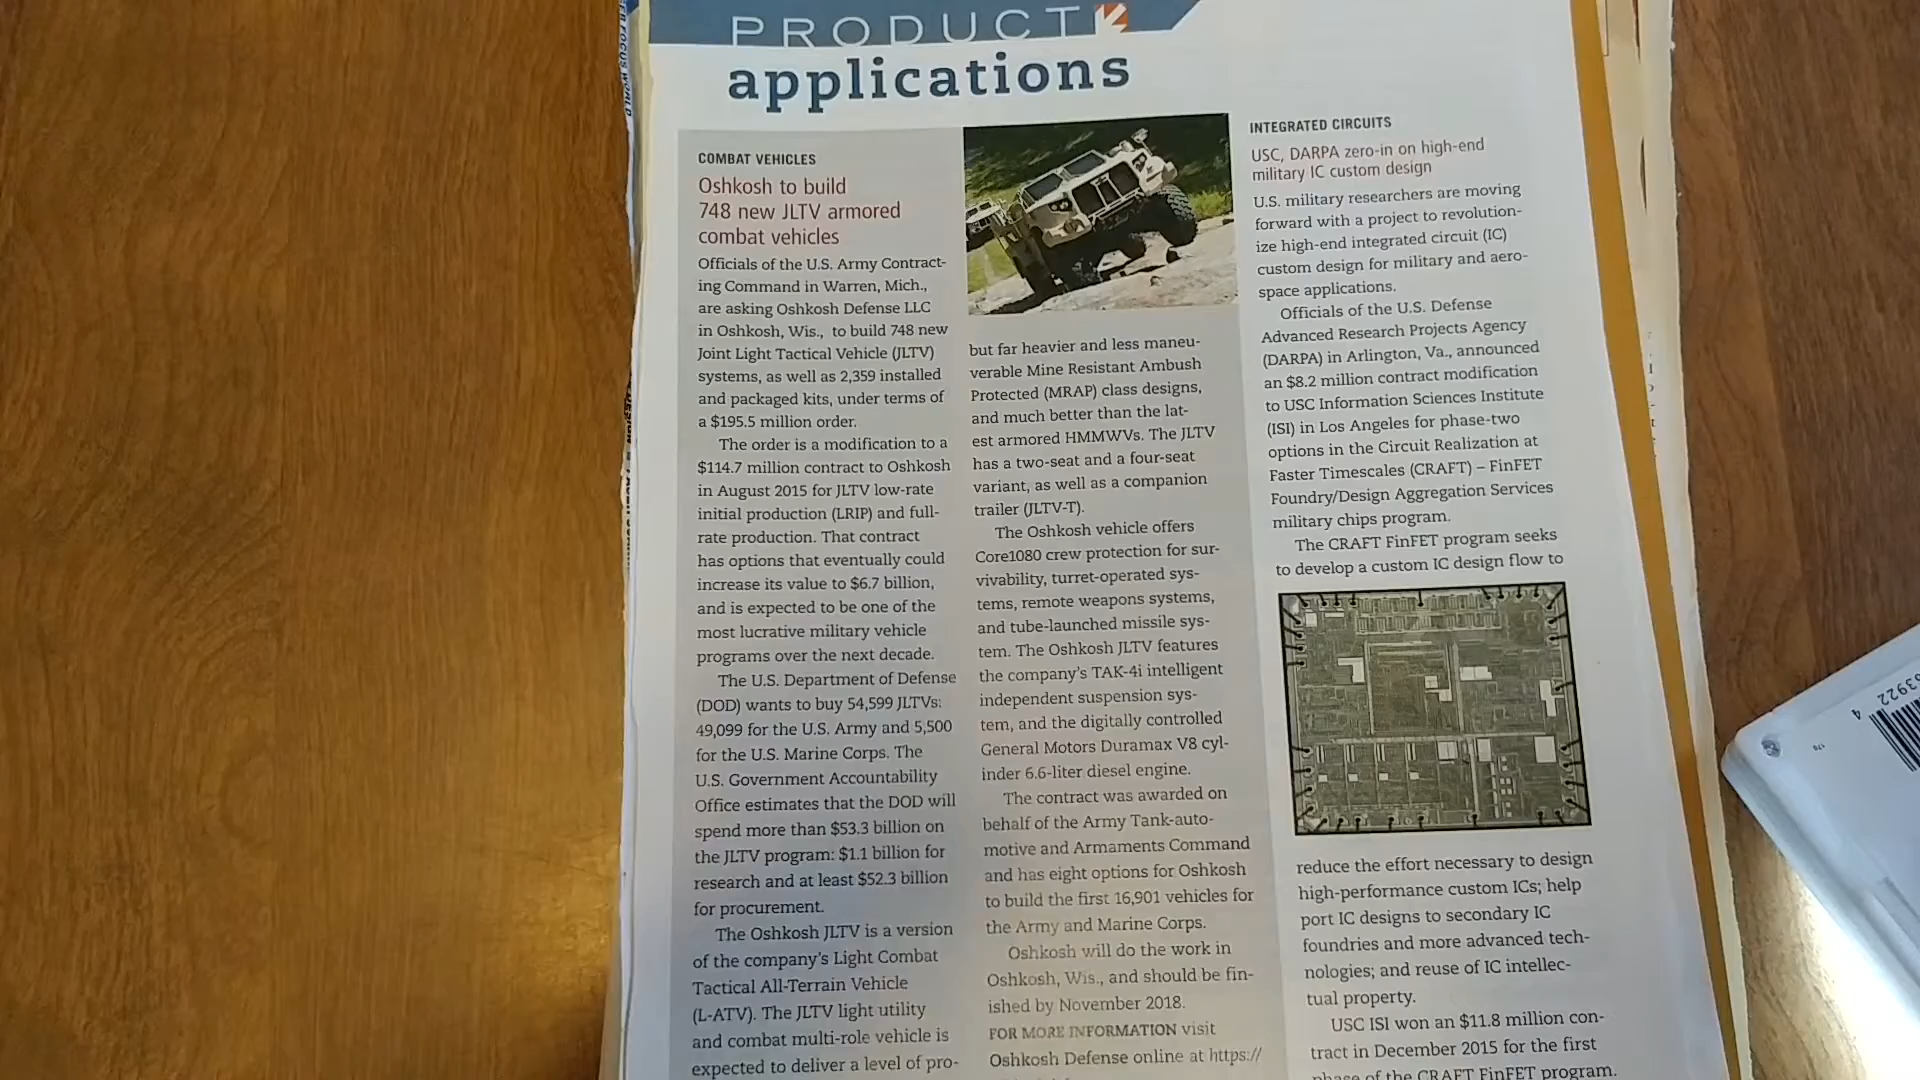 PRODUCT
applications
COMBAT VEHICLES
Oshkosh to build
748 new JLTV armored
combat vehicles
Officials of the U.S. Army Contract-
ing Command in Warren, Mich.,
are asking Oshkosh Defense LLC
in Oshkosh, Wis., to build 748 new
Joint Light Tactical Vehicle (JLTV)
systems, as well as 2,359 installed
and packaged kits, under terms of
a $195.5 million order.
The order is a modification to a
$114.7 million contract to Oshkosh
in August 2015 for JLTV low-rate
initial production (LRIP) and full-
rate production. That contract
has options that eventually could
increase its value to $6.7 billion,
and is expected to be one of the
most lucrative military vehicle
programs over the next decade.
The U.S. Department of Defense
(DOD) wants to buy 54,599 JLTVs:
49,099 for the U.S. Army and 5,500
for the U.S. Marine Corps. The
U.S. Government Accountability
Office estimates that the DOD will
spend more than $53.3 billion on
the JLTV program: $1.1 billion for
research and at least $52.3 billion
for procurement.
The Oshkosh JLTV is a version
of the company's Light Combat
Tactical All-Terrain Vehicle
(L-ATV). The JLTV light utility
and combat multi-role vehicle is
expected to deliver a level of pro-
but far heavier and less maneu-
verable Mine Resistant Ambush
Protected (MRAP) class designs,
and much better than the lat-
est armored HMMWVs. The JLTV
has a two-seat and a four-seat
variant, as well as a companion
trailer (JLTV-T).
The Oshkosh vehicle offers
Core1080 crew protection for sur-
vivability, turret-operated sys-
tems, remote weapons systems,
and tube-launched missile sys-
tem. The Oshkosh JLTV features
the company's TAK-4i intelligent
independent suspension sys-
tem, and the digitally controlled
General Motors Duramax V8 cyl-
inder 6.6-liter diesel engine.
The contract was awarded on
behalf of the Army Tank-auto-
motive and Armaments Command
and has eight options for Oshkosh
to build the first 16,901 vehicles for
the Army and Marine Corps.
Oshkosh will do the work in
Oshkosh, Wis., and should be fin-
ished by November 2018.
FOR MORE INFORMATION visit
Oshkosh Defense online at https://
INTEGRATED CIRCUITS
USC, DARPA zero-in on high-end
military IC custom design
U.S. military researchers are moving
forward with a project to revolution-
ize high-end integrated circuit (IC)
custom design for military and aero-
space applications.
Officials of the U.S. Defense
Advanced Research Projects Agency
(DARPA) in Arlington, Va., announced
an $8.2 million contract modification
to USC Information Sciences Institute
(ISI) in Los Angeles for phase-two
options in the Circuit Realization at
Faster Timescales (CRAFT) – FinFET
Foundry/Design Aggregation Services
military chips program.
The CRAFT FinFET program seeks
to develop a custom IC design flow to
reduce the effort necessary to design
high-performance custom ICs; help
port IC designs to secondary IC
foundries and more advanced tech-
nologies; and reuse of IC intellec-
tual property.
USC ISI won an $11.8 million con-
tract in December 2015 for the first
phase of the CRAFT FinFET program.